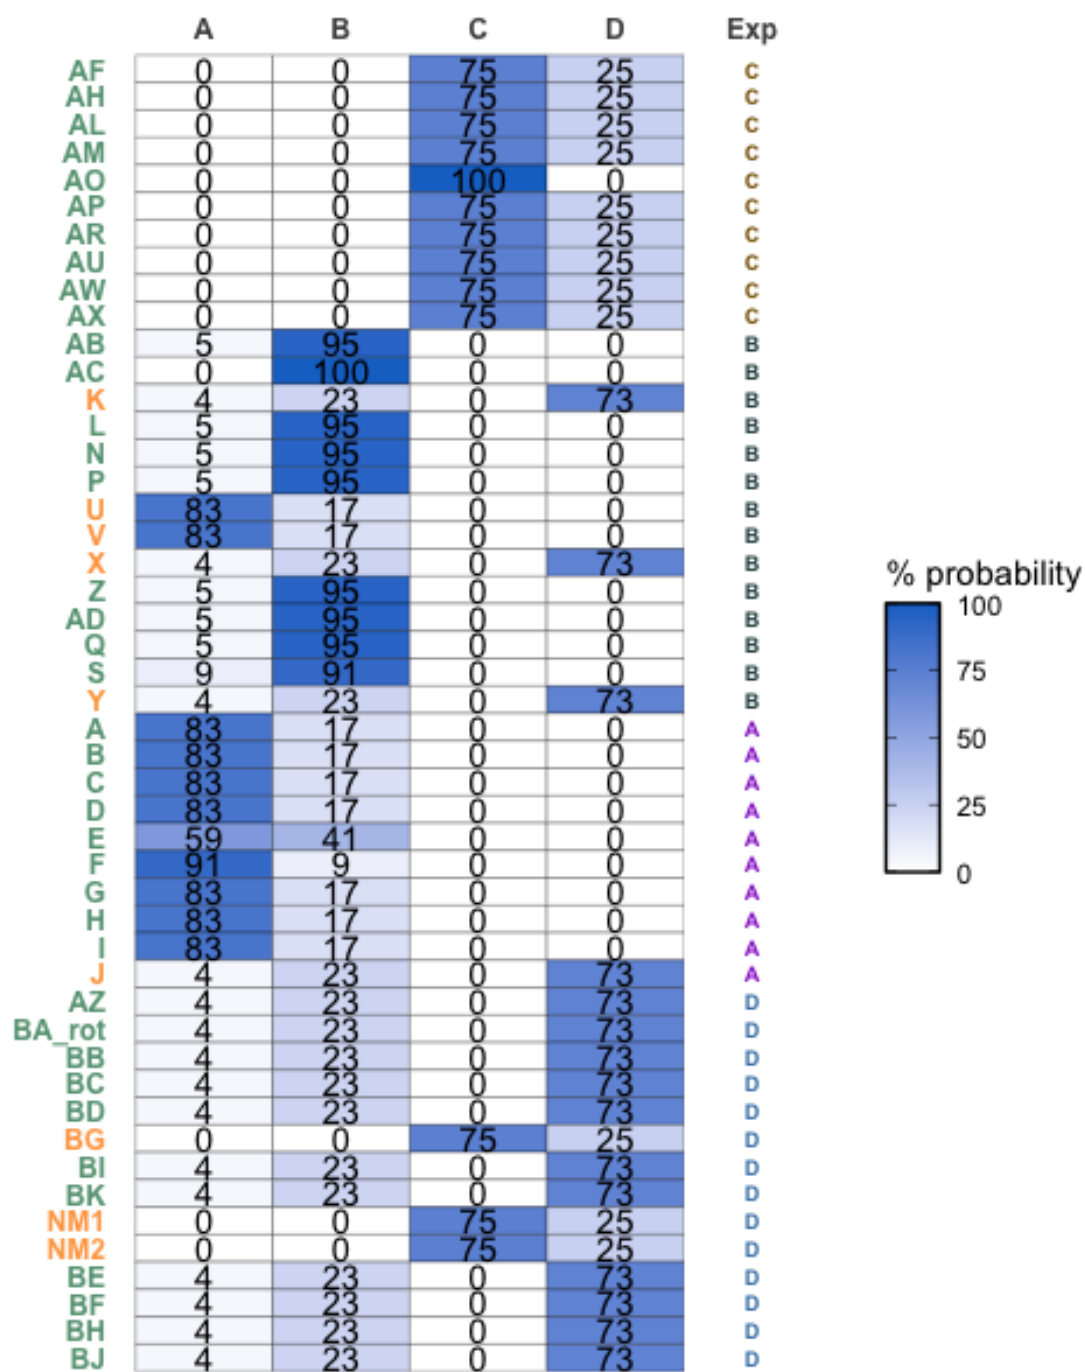 A B C D Exp
AF 0 0 75 25 C
AH 0 0 75 25 C
AL 0 0 75 25 C
AM 0 0 75 25 C
AO 0 0 100 0 C
AP 0 0 75 25 C
AR 0 0 75 25 C
AU 0 0 75 25 C
AW 0 0 75 25 C
AX 0 0 75 25 C
AB 5 95 0 0 B
AC 0 100 0 0 B
K 4 23 0 73 B
L 5 95 0 0 B
N 5 95 0 0 B
P 5 95 0 0 B
U 83 17 0 0 B
V 83 17 0 0 B
X 4 23 0 73 B
Z 5 95 0 0 B
AD 5 95 0 0 B
Q 5 95 0 0 B
S 9 91 0 0 B
Y 4 23 0 73 B
A 83 17 0 0 A
B 83 17 0 0 A
C 83 17 0 0 A
D 83 17 0 0 A
E 59 41 0 0 A
F 91 9 0 0 A
G 83 17 0 0 A
H 83 17 0 0 A
I 83 17 0 0 A
J 4 23 0 73 A
AZ 4 23 0 73 D
BA_rot 4 23 0 73 D
BB 4 23 0 73 D
BC 4 23 0 73 D
BD 4 23 0 73 D
BG 0 0 75 25 D
BI 4 23 0 73 D
BK 4 23 0 73 D
NM1 0 0 75 25 D
NM2 0 0 75 25 D
BE 4 23 0 73 D
BF 4 23 0 73 D
BH 4 23 0 73 D
BJ 4 23 0 73 D
% probability
100
75
50
25
0